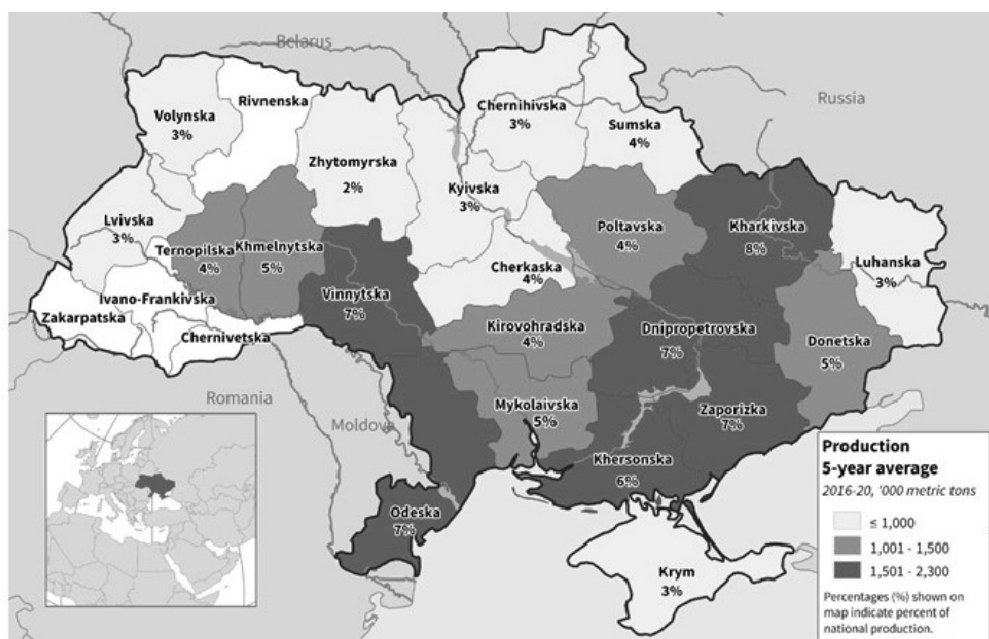 Belarus
Russia
Rivnenska
Volynska
3%
Chernihivska
3%
Sumska
4%
Zhytomyrska
2%
Kyivska
3%
Lvivska
3%
Ternopilska
4%
Khmelnytska
5%
Poltavska
4%
Kharkivska
8%
Luhanska
3%
Cherkaska
4%
Vinnytska
7%
Ivano-Frankivska
Zakarpatska
Chernivetska
Kirovohradska
4%
Dnipropetrovska
7%
Donetska
5%
Romania
Moldova
Mykolaivska
5%
Zaporizka
7%
Khersonska
6%
Odeska
7%
Krym
3%
Production
5-year average
2016-20, '000 metric tons
≤ 1,000
1,001 - 1,500
1,501 - 2,300
Percentages (%) shown on
map indicate percent of
national production.